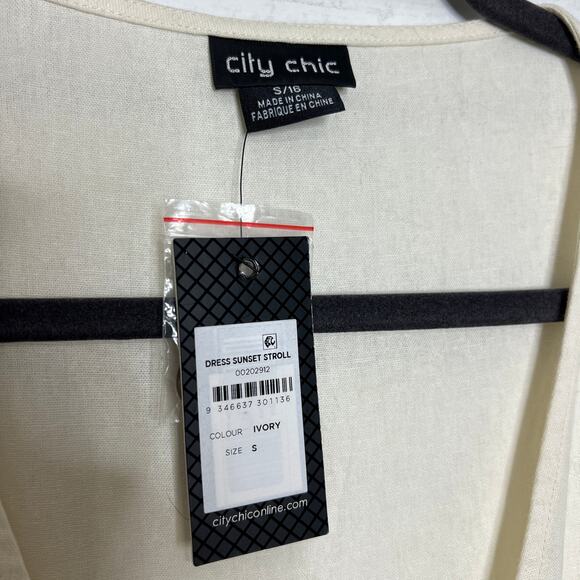 city chic
S/16
MADE IN CHINA
FABRIQUE EN CHINE
DRESS SUNSET STROLL
00202912
9 346637 301136
COLOUR IVORY
SIZE S
citychiconline.com